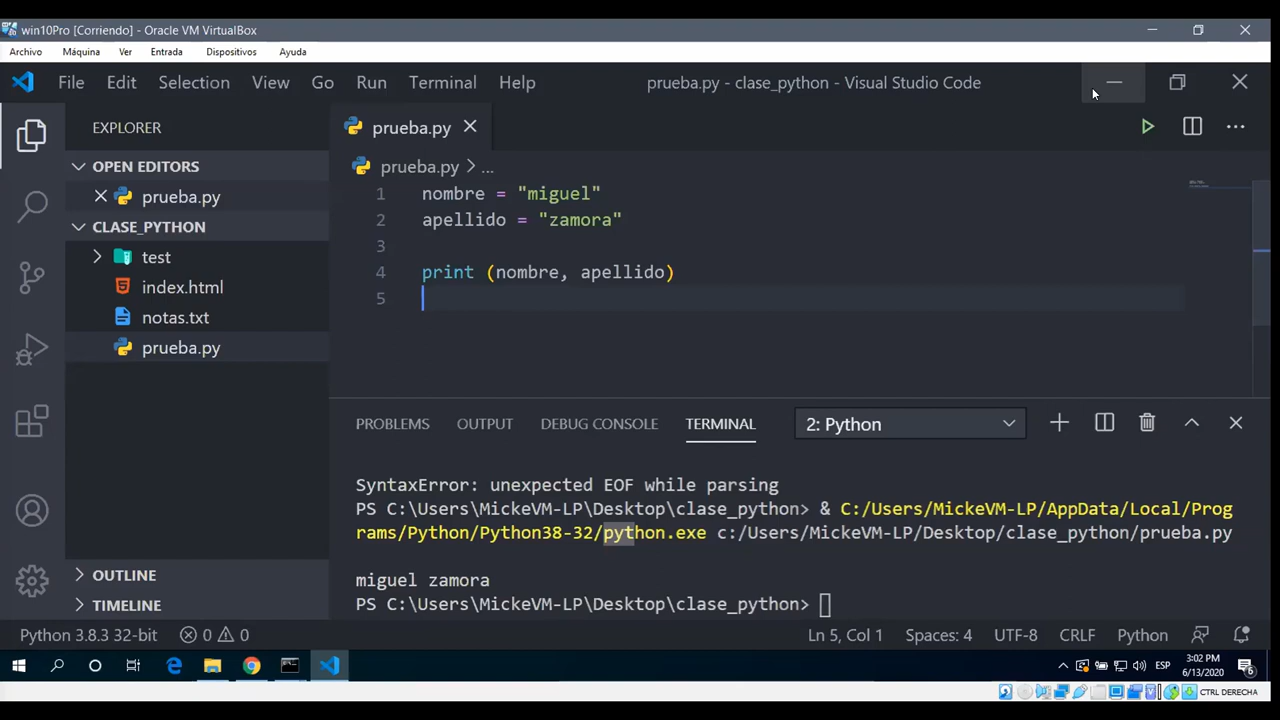 win10Pro [Corriendo] - Oracle VM VirtualBox
Archivo Máquina Ver Entrada Dispositivos Ayuda
File Edit Selection View Go Run Terminal Help prueba.py - clase_python - Visual Studio Code
EXPLORER
OPEN EDITORS
prueba.py
CLASE_PYTHON
test
index.html
notas.txt
prueba.py
OUTLINE
TIMELINE
prueba.py
prueba.py > ...
1 nombre = "miguel"
2 apellido = "zamora"
3
4 print (nombre, apellido)
5
PROBLEMS OUTPUT DEBUG CONSOLE TERMINAL 2: Python
SyntaxError: unexpected EOF while parsing
PS C:\Users\MickeVM-LP\Desktop\clase_python> & C:/Users/MickeVM-LP/AppData/Local/Prog
rams/Python/Python38-32/python.exe c:/Users/MickeVM-LP/Desktop/clase_python/prueba.py
miguel zamora
PS C:\Users\MickeVM-LP\Desktop\clase_python>
Python 3.8.3 32-bit 0 0 Ln 5, Col 1 Spaces: 4 UTF-8 CRLF Python
ESP 3:02 PM
6/13/2020 6
CTRL DERECHA